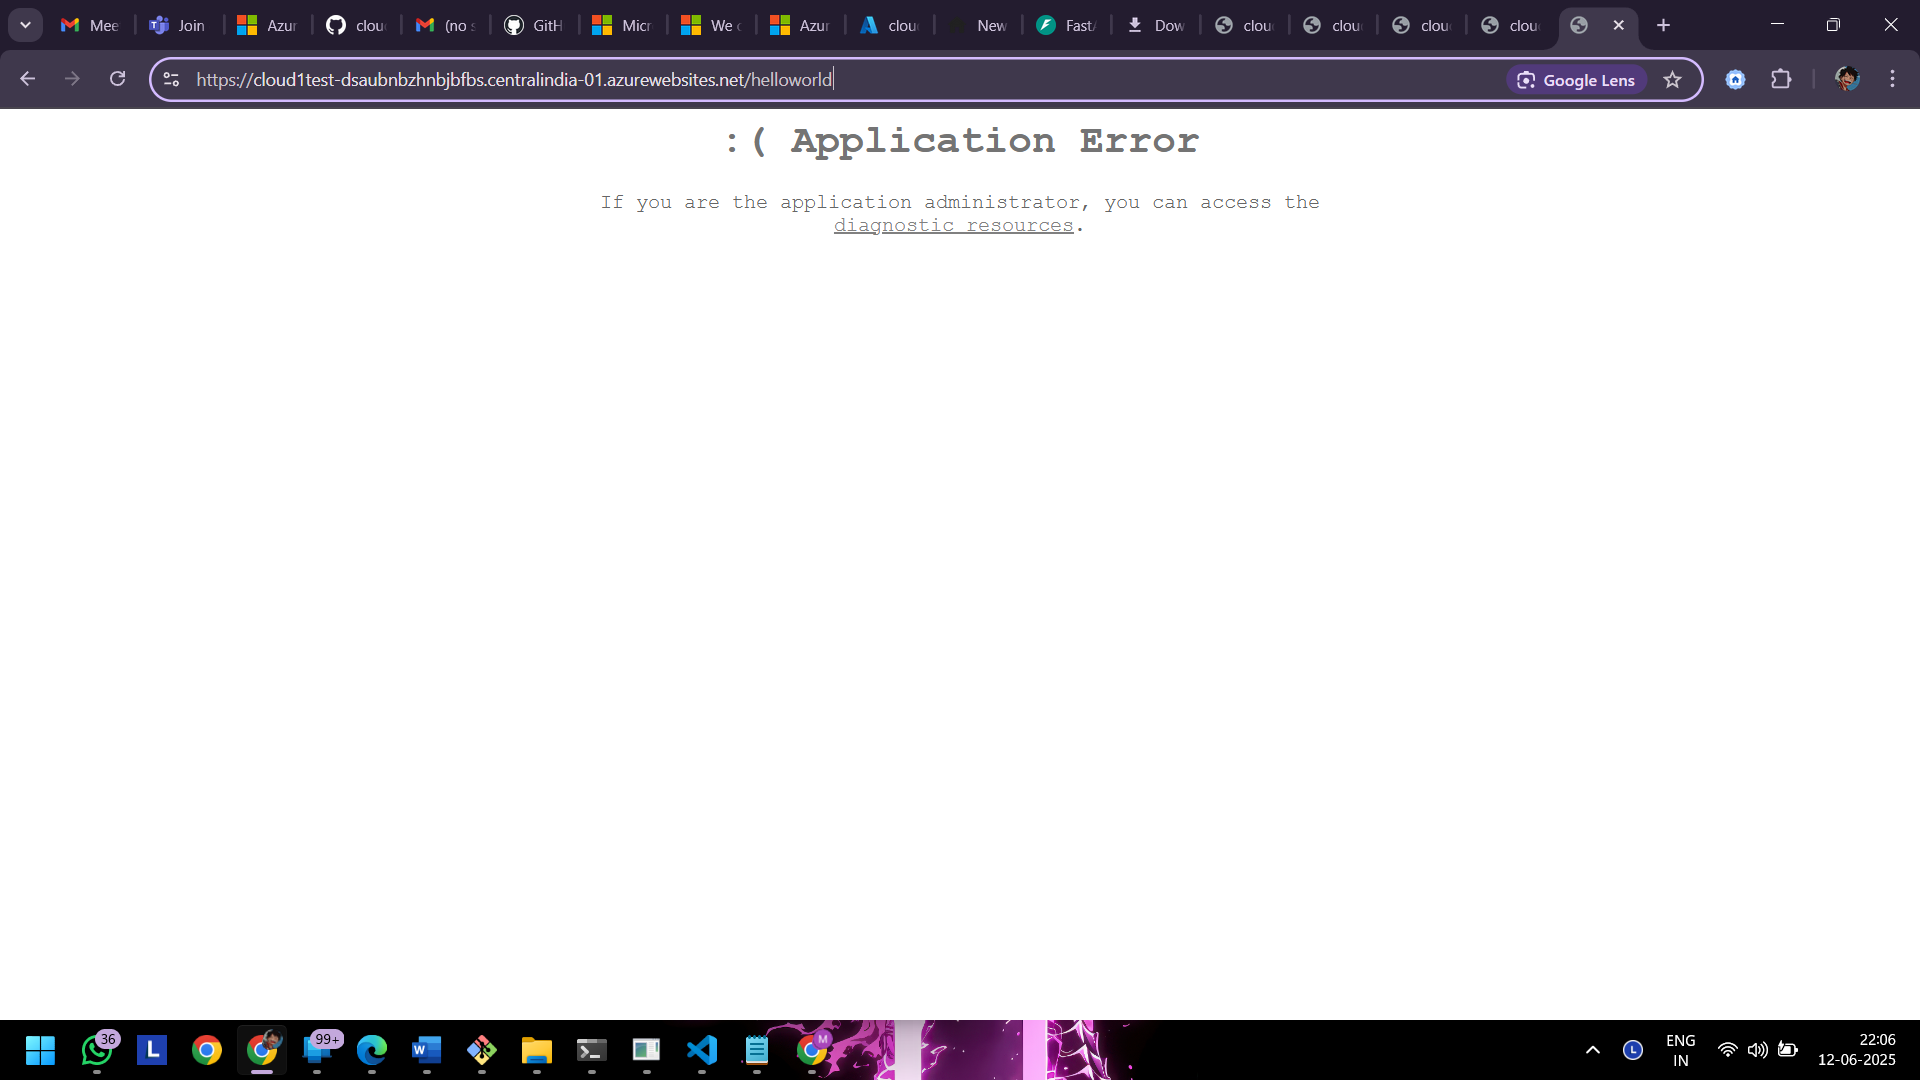 Mee
Join
Azur
clou
(no s
GitH
Micr
We c
Azur
clou
New
FastA
Dow
clou
clou
clou
clou
https://cloud1test-dsaubnbzhnbjbfbs.centralindia-01.azurewebsites.net/helloworld
Google Lens
:( Application Error
If you are the application administrator, you can access the
diagnostic resources.
36
L
99+
M
L
ENG
IN
22:06
12-06-2025